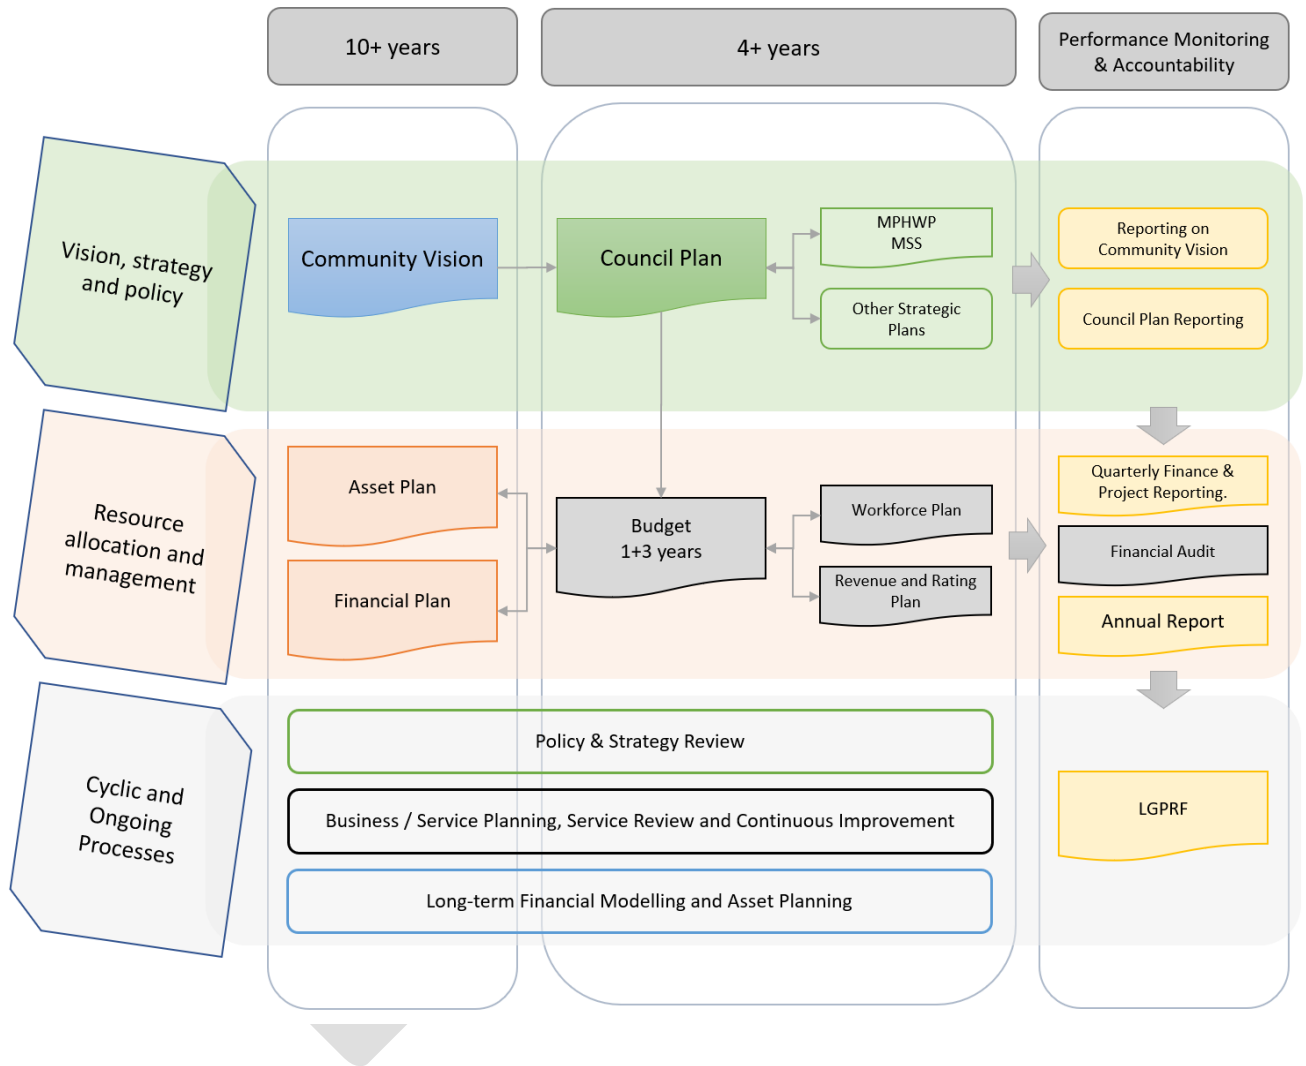 10+ years
4+ years
Performance Monitoring
& Accountability
Vision, strategy
and policy
Community Vision
Council Plan
MPHWP
MSS
Other Strategic
Plans
Reporting on
Community Vision
Council Plan Reporting
Resource
allocation and
management
Asset Plan
Financial Plan
Budget
1+3 years
Workforce Plan
Revenue and Rating
Plan
Quarterly Finance &
Project Reporting.
Financial Audit
Annual Report
Cyclic and
Ongoing
Processes
Policy & Strategy Review
Business / Service Planning, Service Review and Continuous Improvement
Long-term Financial Modelling and Asset Planning
LGPRF